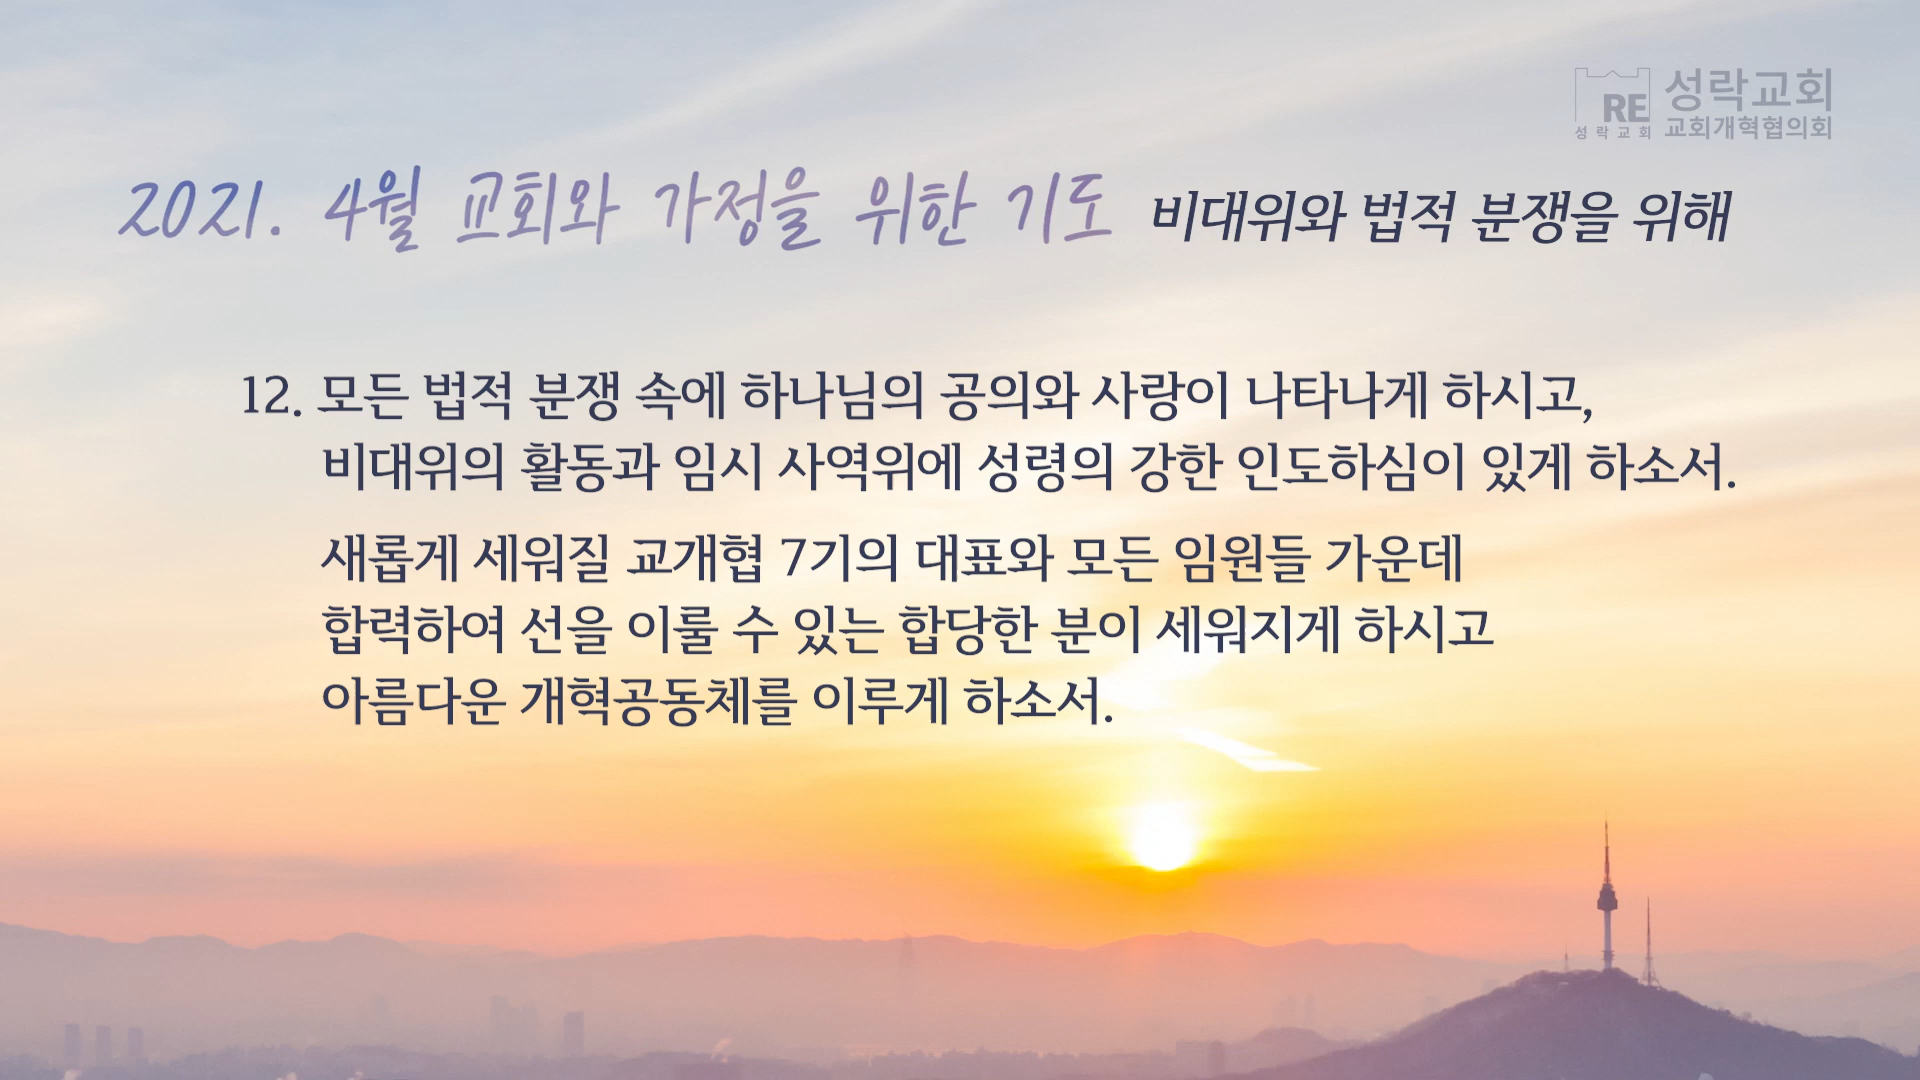 RE
성락교회
성락교회
교회개혁협의회
2021. 4월 교회와 가정을 위한 기도 비대위와 법적 분쟁을 위해
12. 모든 법적 분쟁 속에 하나님의 공의와 사랑이 나타나게 하시고,
비대위의 활동과 임시 사역위에 성령의 강한 인도하심이 있게 하소서.
새롭게 세워질 교개협 7기의 대표와 모든 임원들 가운데
합력하여 선을 이룰 수 있는 합당한 분이 세워지게 하시고
아름다운 개혁공동체를 이루게 하소서.